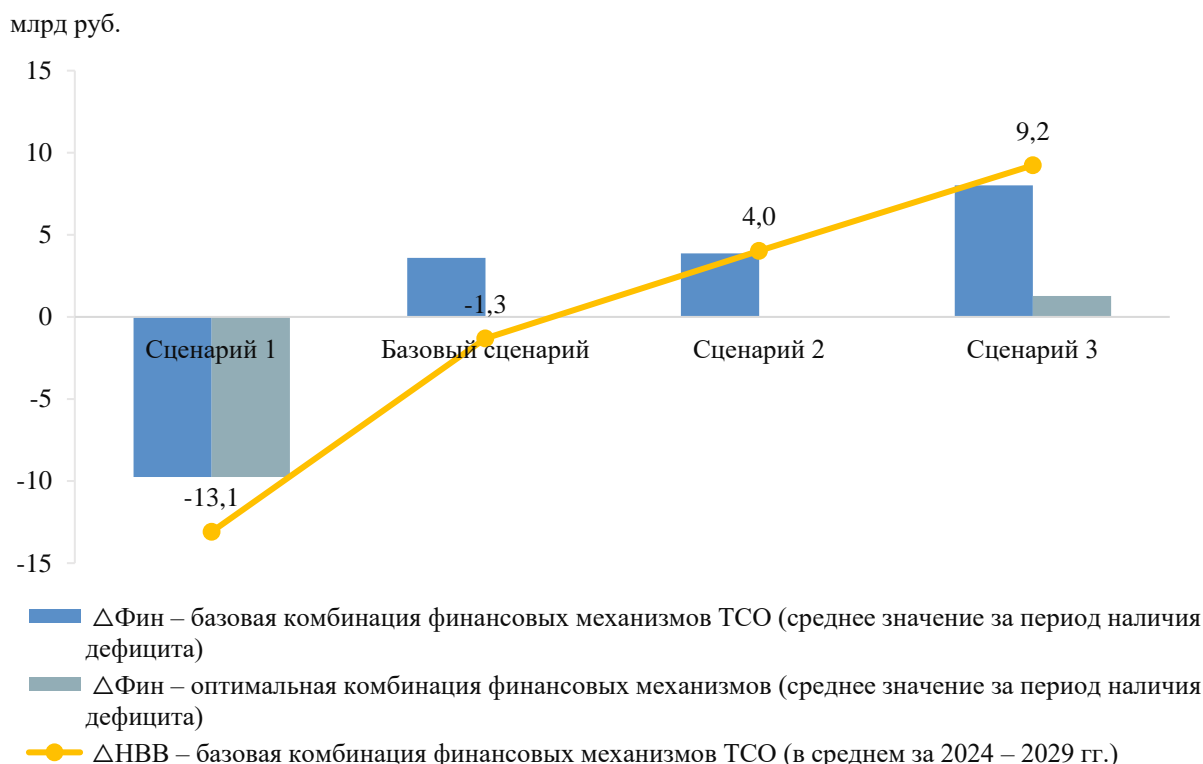 млрд руб.
15
10
5
0
-5
-10
-15
9,2
4,0
-1,3
-13,1
Сценарий 1
Базовый сценарий
Сценарий 2
Сценарий 3
△Фин – базовая комбинация финансовых механизмов ТСО (среднее значение за период наличия
дефицита)
△Фин – оптимальная комбинация финансовых механизмов (среднее значение за период наличия
дефицита)
△НВВ – базовая комбинация финансовых механизмов ТСО (в среднем за 2024 – 2029 гг.)